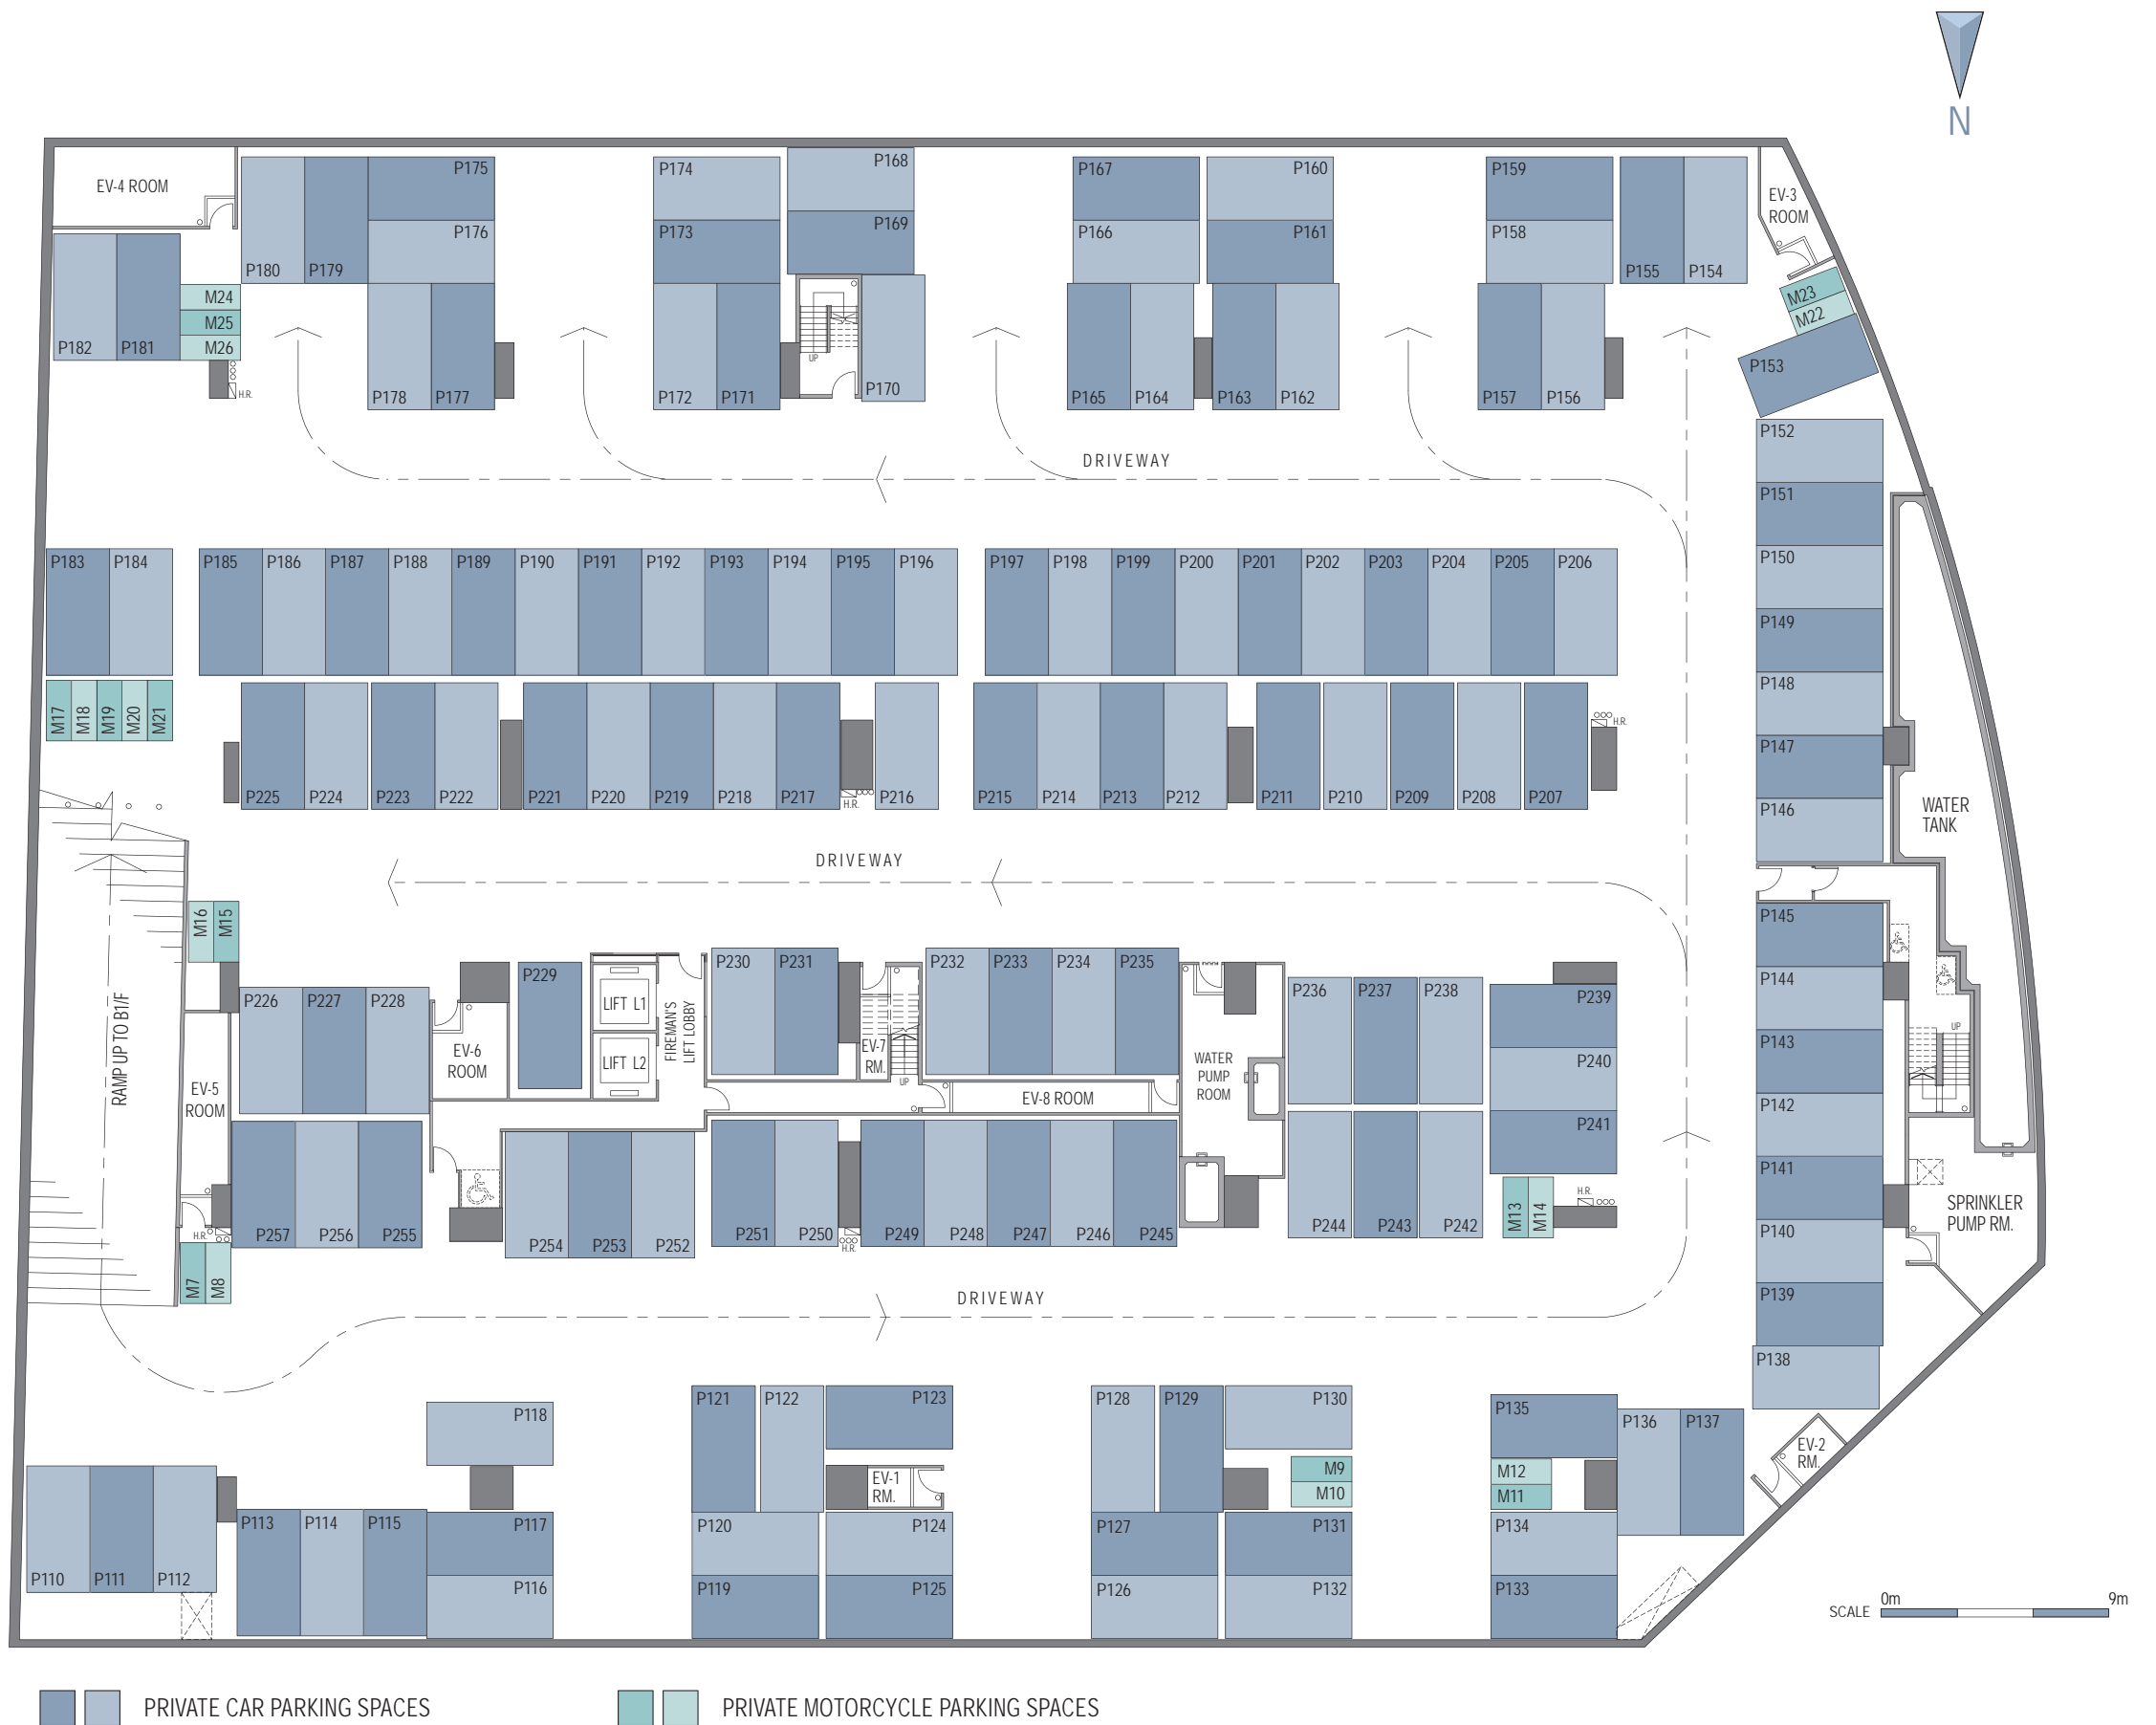 N
EV-4 ROOM
P180 P179 P175
P176
P178 P177
P182 P181
M24
M25
M26
H.R.
P174
P173
P172 P171
P168
P169
P170
UP
P167
P166
P165 P164
P160
P161
P163 P162
P159
P158
P157 P156
P155 P154
EV-3
ROOM
M23
M22
P153
DRIVEWAY
P152
P151
P150
P149
P148
P147
P146
WATER
TANK
P183 P184
P185 P186 P187 P188 P189 P190 P191 P192 P193 P194 P195 P196
P197 P198 P199 P200 P201 P202 P203 P204 P205 P206
M17 M18 M19 M20 M21
P225 P224 P223 P222 P221 P220 P219 P218 P217 P216
H.R.
P215 P214 P213 P212 P211 P210 P209 P208 P207
H.R.
DRIVEWAY
M16 M15
RAMP UP TO B1/F
EV-5
ROOM
P226 P227 P228
EV-6
ROOM
P229
LIFT L1
LIFT L2
FIREMAN'S
LIFT LOBBY
P230 P231
EV-7
RM.
UP
P232 P233 P234 P235
EV-8 ROOM
WATER
PUMP
ROOM
P236 P237 P238
P239
P240
P241
P145
P144
P143
P142
P141
P140
P139
P138
UP
SPRINKLER
PUMP RM.
P257 P256 P255
P254 P253 P252
P251 P250
H.R.
P249 P248 P247 P246 P245
P244 P243 P242
M13 M14
H.R.
H.R.
M7 M8
DRIVEWAY
P118
P110 P111 P112
P113 P114 P115
P117
P116
P121 P122 P123
EV-1
RM.
P120 P124
P119 P125
P128 P129 P130
M9
M10
P127 P131
P126 P132
P135
M12
M11
P134
P133
P136 P137
EV-2
RM.
SCALE 0m 9m
PRIVATE CAR PARKING SPACES
PRIVATE MOTORCYCLE PARKING SPACES